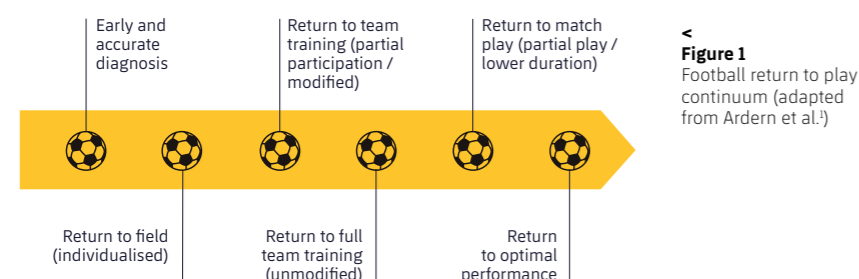 Early and
accurate
diagnosis
Return to team
training (partial
participation /
modified)
Return to match
play (partial play /
lower duration)
<
Figure 1
Football return to play
continuum (adapted
from Ardern et al.¹)
Return to field
(individualised)
Return to full
team training
(unmodified)
Return
to optimal
performance